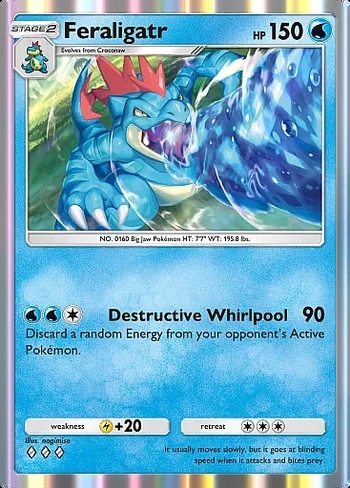 STAGE 2 Feraligatr HP 150
Evolves from Croconaw
NO. 0160 Big Jaw Pokémon HT: 7'7" WT: 195.8 lbs.
Destructive Whirlpool 90
Discard a random Energy from your opponent's Active
Pokémon.
weakness +20 retreat
Illus. nagimiso
It usually moves slowly, but it goes at blinding
speed when it attacks and bites prey.